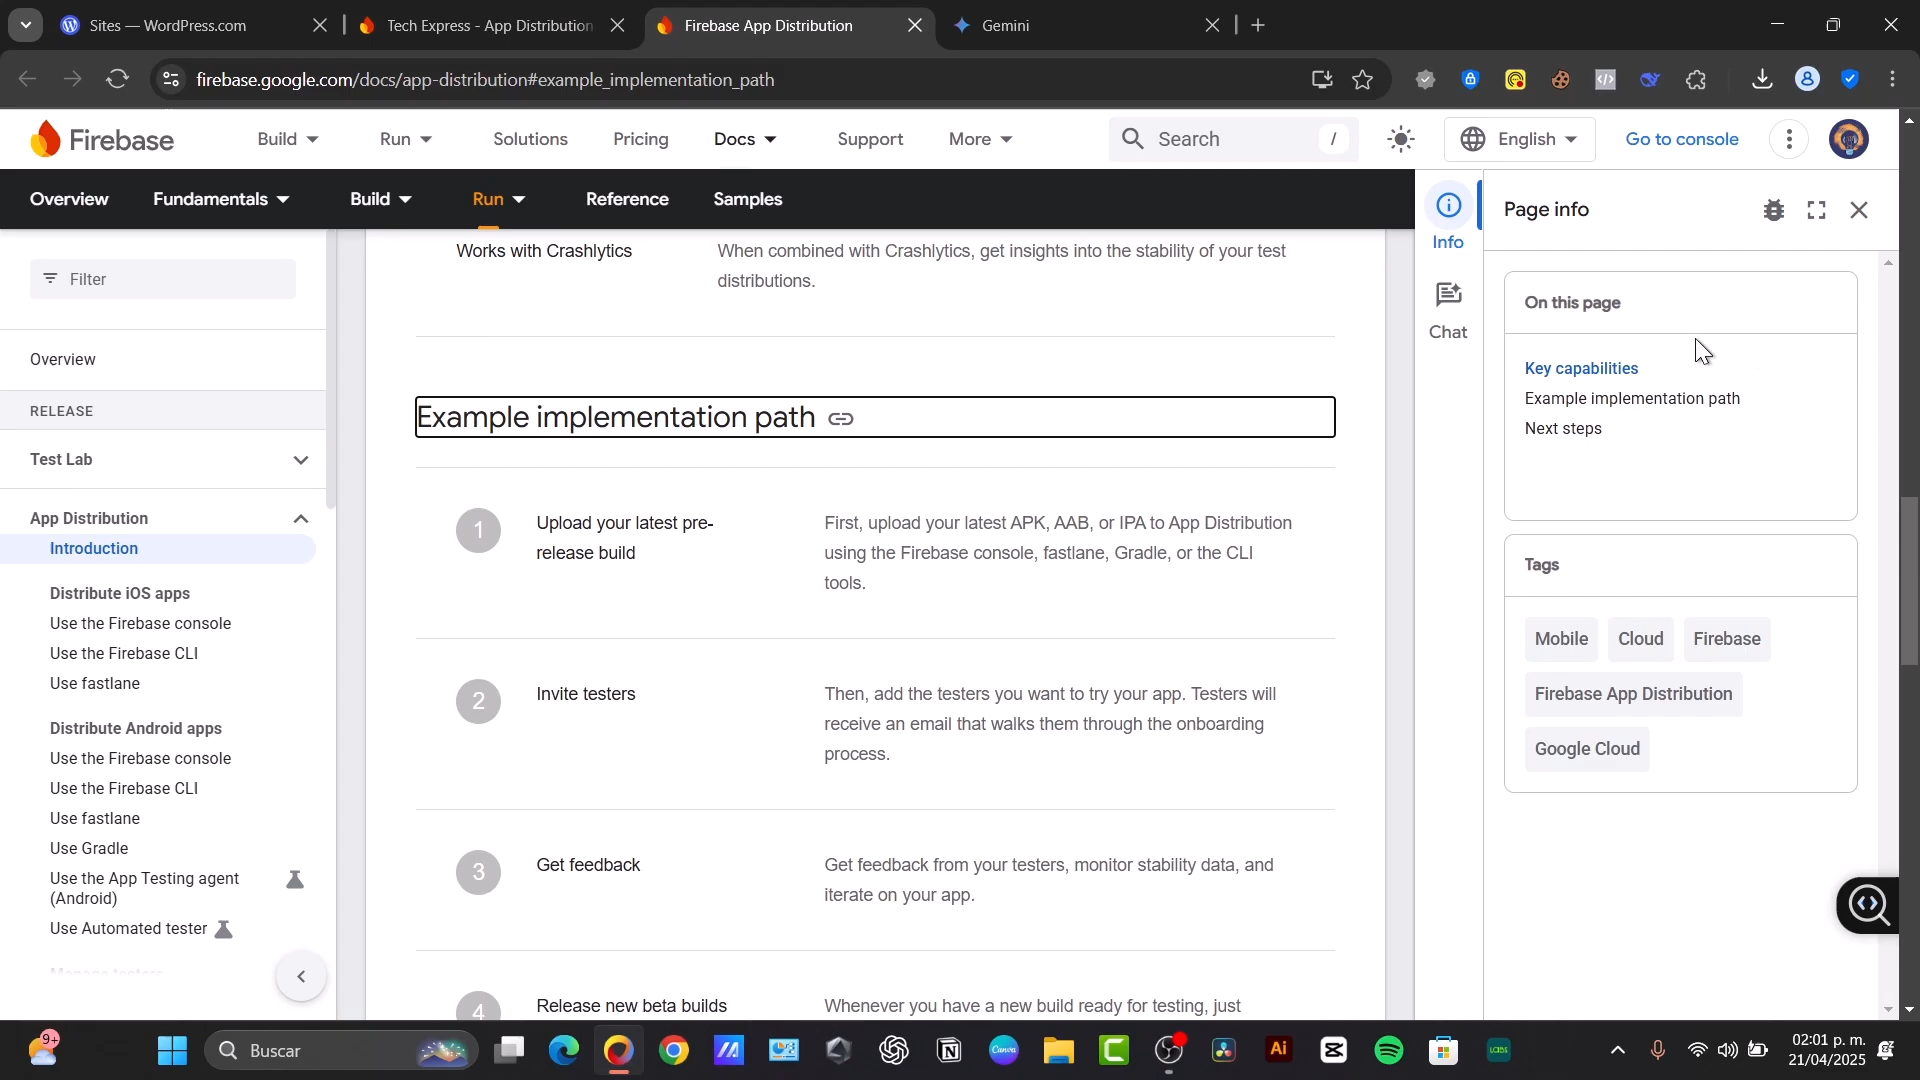 Sites — WordPress.com
Tech Express - App Distribution
Firebase App Distribution
Gemini
firebase.google.com/docs/app-distribution#example_implementation_path
Firebase
Build
Run
Solutions
Pricing
Docs
Support
More
Search
/
English
Go to console
Overview
Fundamentals
Build
Run
Reference
Samples
Filter
Overview
RELEASE
Test Lab
App Distribution
Introduction
Distribute iOS apps
Use the Firebase console
Use the Firebase CLI
Use fastlane
Distribute Android apps
Use the Firebase console
Use the Firebase CLI
Use fastlane
Use Gradle
Use the App Testing agent
(Android)
Use Automated tester
Manage testers
Works with Crashlytics
When combined with Crashlytics, get insights into the stability of your test
distributions.
Example implementation path
1
Upload your latest pre-
release build
First, upload your latest APK, AAB, or IPA to App Distribution
using the Firebase console, fastlane, Gradle, or the CLI
tools.
2
Invite testers
Then, add the testers you want to try your app. Testers will
receive an email that walks them through the onboarding
process.
3
Get feedback
Get feedback from your testers, monitor stability data, and
iterate on your app.
4
Release new beta builds
Whenever you have a new build ready for testing, just
Info
Chat
Page info
On this page
Key capabilities
Example implementation path
Next steps
Tags
Mobile
Cloud
Firebase
Firebase App Distribution
Google Cloud
9+
Buscar
Canva
Ai
02:01 p. m.
21/04/2025